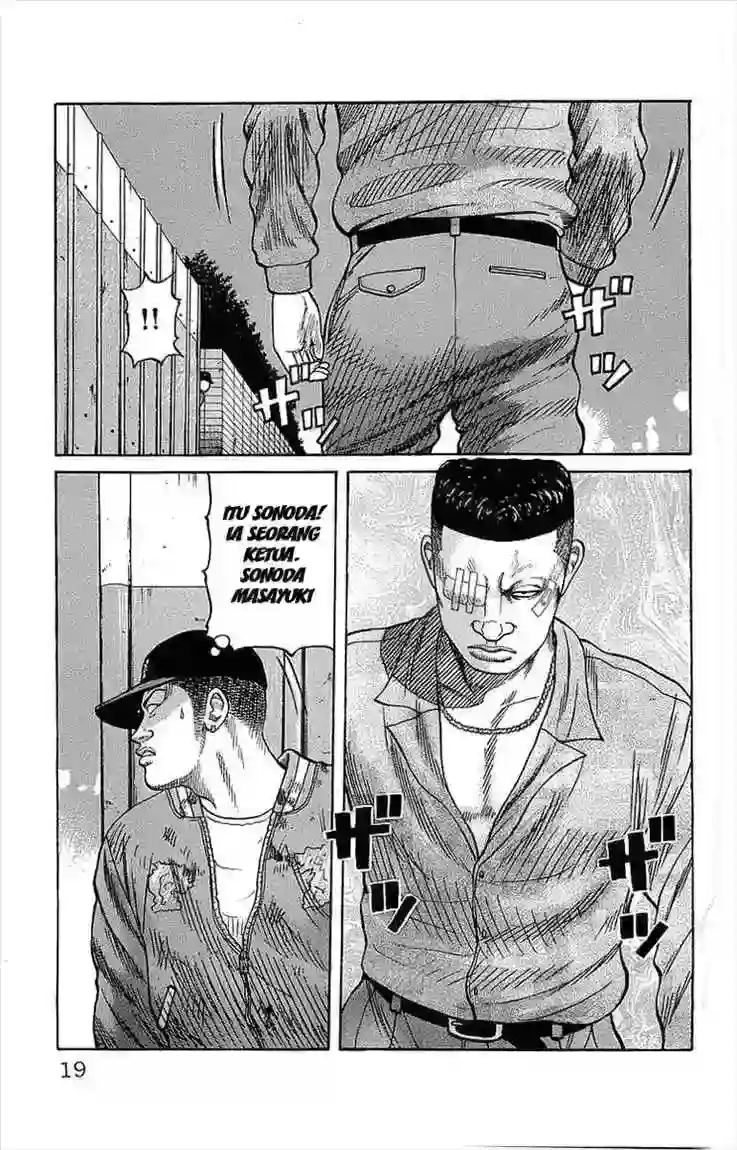 !!
ザッ
ザッ
ITU SONODA!
IA SEORANG
KETUA.
SONODA
MASAYUKI
ザッ
ザッ
19